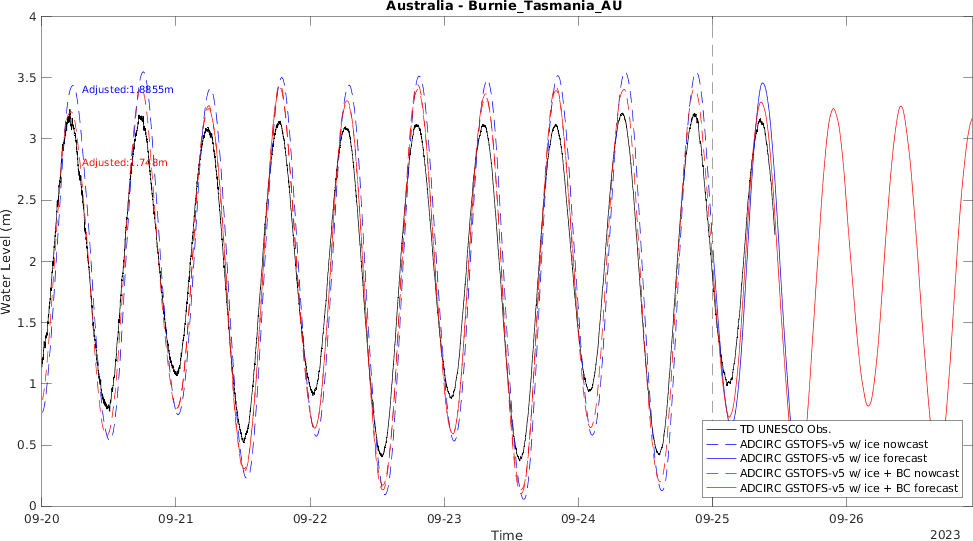 Australia - Burnie_Tasmania_AU
4
3.5
3
2.5
2
1.5
1
0.5
0
Water Level (m)
Adjusted:1.8855m
Adjusted:1.748m
TD UNESCO Obs.
ADCIRC GSTOFS-v5 w/ ice nowcast
ADCIRC GSTOFS-v5 w/ ice forecast
ADCIRC GSTOFS-v5 w/ ice + BC nowcast
ADCIRC GSTOFS-v5 w/ ice + BC forecast
09-20 09-21 09-22 09-23 09-24 09-25 09-26
Time
2023